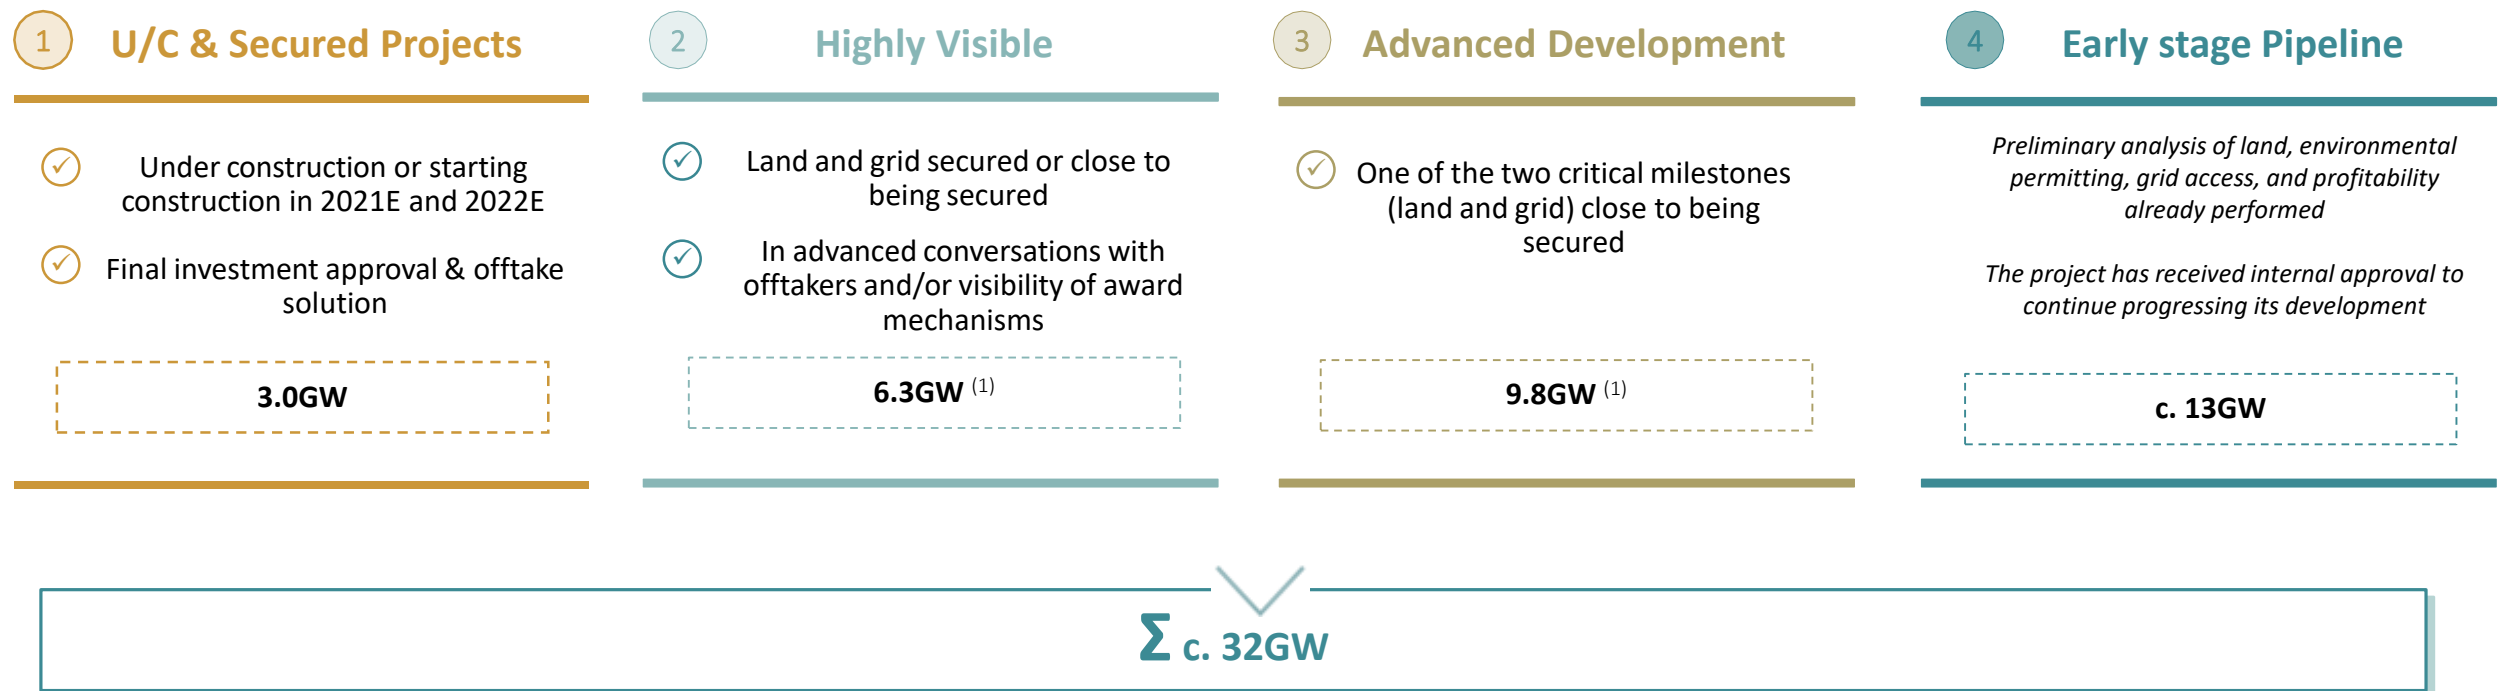 1
U/C & Secured Projects
Under construction or starting
construction in 2021E and 2022E
Final investment approval & offtake
solution
3.0GW
2
Highly Visible
Land and grid secured or close to
being secured
In advanced conversations with
offtakers and/or visibility of award
mechanisms
6.3GW (1)
3
Advanced Development
One of the two critical milestones
(land and grid) close to being
secured
9.8GW (1)
4
Early stage Pipeline
Preliminary analysis of land, environmental
permitting, grid access, and profitability
already performed
The project has received internal approval to
continue progressing its development
c. 13GW
Σ c. 32GW